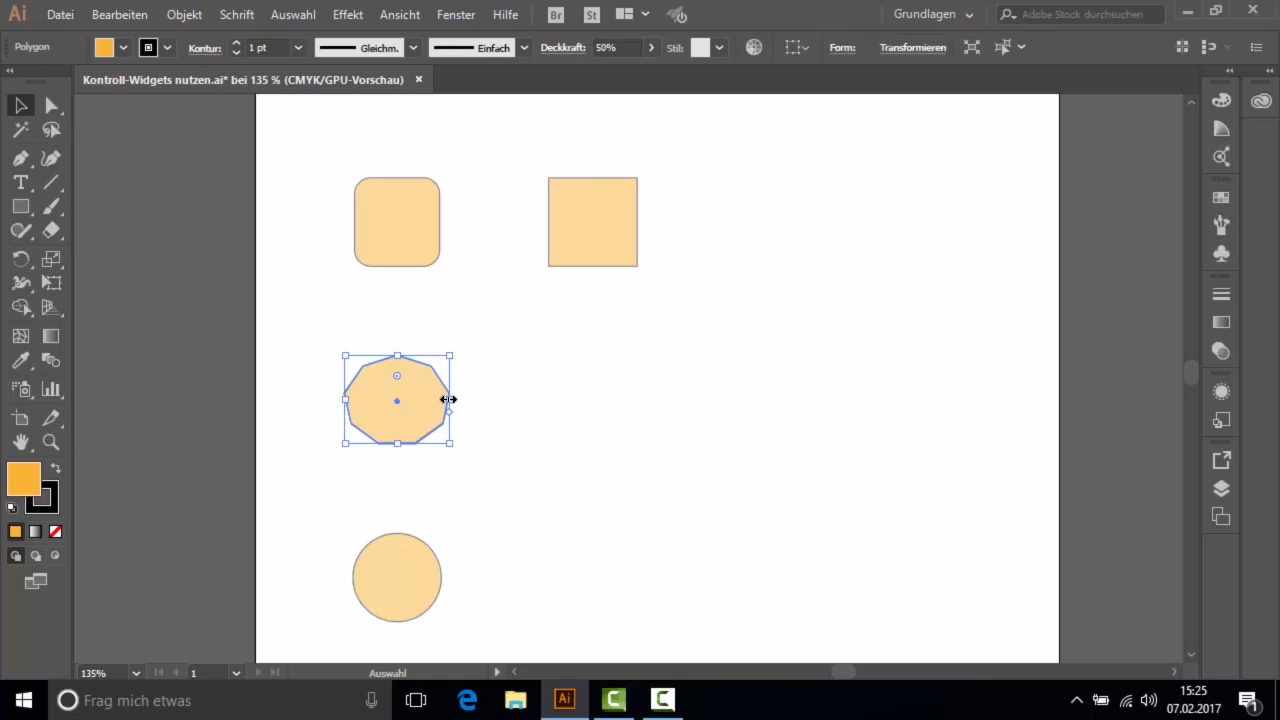 Ai Datei Bearbeiten Objekt Schrift Auswahl Effekt Ansicht Fenster Hilfe Br St Grundlagen Adobe Stock durchsuchen
Polygon Kontur: 1 pt Gleichm. Einfach Deckkraft: 50% Stil: Form: Transformieren
Kontroll-Widgets nutzen.ai* bei 135 % (CMYK/GPU-Vorschau) ×
135% 1 Auswahl
Frag mich etwas Ai 15:25
07.02.2017 1